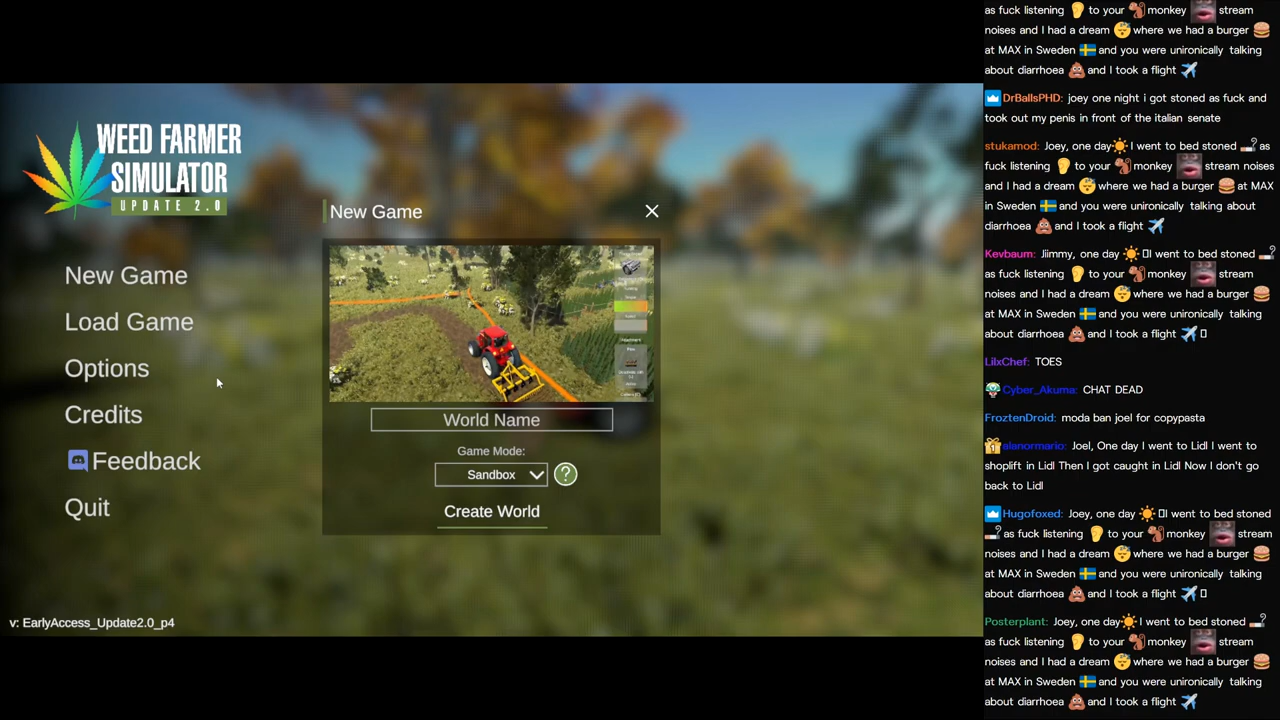 WEED FARMER
SIMULATOR
UPDATE 2.0
New Game
Load Game
Options
Credits
Feedback
Quit
v: EarlyAccess_Update2.0_p4
New Game
World Name
Game Mode:
Sandbox
?
Create World
as fuck listening 👂 to your 🐒 monkey stream
noises and I had a dream 😴 where we had a burger 🍔
at MAX in Sweden 🇸🇪 and you were unironically talking
about diarrhoea 💩 and I took a flight ✈️
DrBallsPHD: joey one night i got stoned as fuck and
took out my penis in front of the italian senate
stukamod: Joey, one day☀️ I went to bed stoned 🚬 as
fuck listening 👂 to your 🐒 monkey stream noises
and I had a dream 😴 where we had a burger 🍔 at MAX
in Sweden 🇸🇪 and you were unironically talking about
diarrhoea 💩 and I took a flight ✈️
Kevbaum: Jimmy, one day ☀️ I went to bed stoned 🚬
as fuck listening 👂 to your 🐒 monkey stream
noises and I had a dream 😴 where we had a burger 🍔
at MAX in Sweden 🇸🇪 and you were unironically talking
about diarrhoea 💩 and I took a flight ✈️
LilxChef: TOES
Cyber_Akuma: CHAT DEAD
FroztenDroid: moda ban joel for copypasta
alanormario: Joel, One day I went to Lidl I went to
shoplift in Lidl Then I got caught in Lidl Now I don't go
back to Lidl
Hugofoxed: Joey, one day ☀️ I went to bed stoned
🚬 as fuck listening 👂 to your 🐒 monkey stream
noises and I had a dream 😴 where we had a burger 🍔
at MAX in Sweden 🇸🇪 and you were unironically talking
about diarrhoea 💩 and I took a flight ✈️
Posterplant: Joey, one day☀️ I went to bed stoned 🚬
as fuck listening 👂 to your 🐒 monkey stream
noises and I had a dream 😴 where we had a burger 🍔
at MAX in Sweden 🇸🇪 and you were unironically talking
about diarrhoea 💩 and I took a flight ✈️